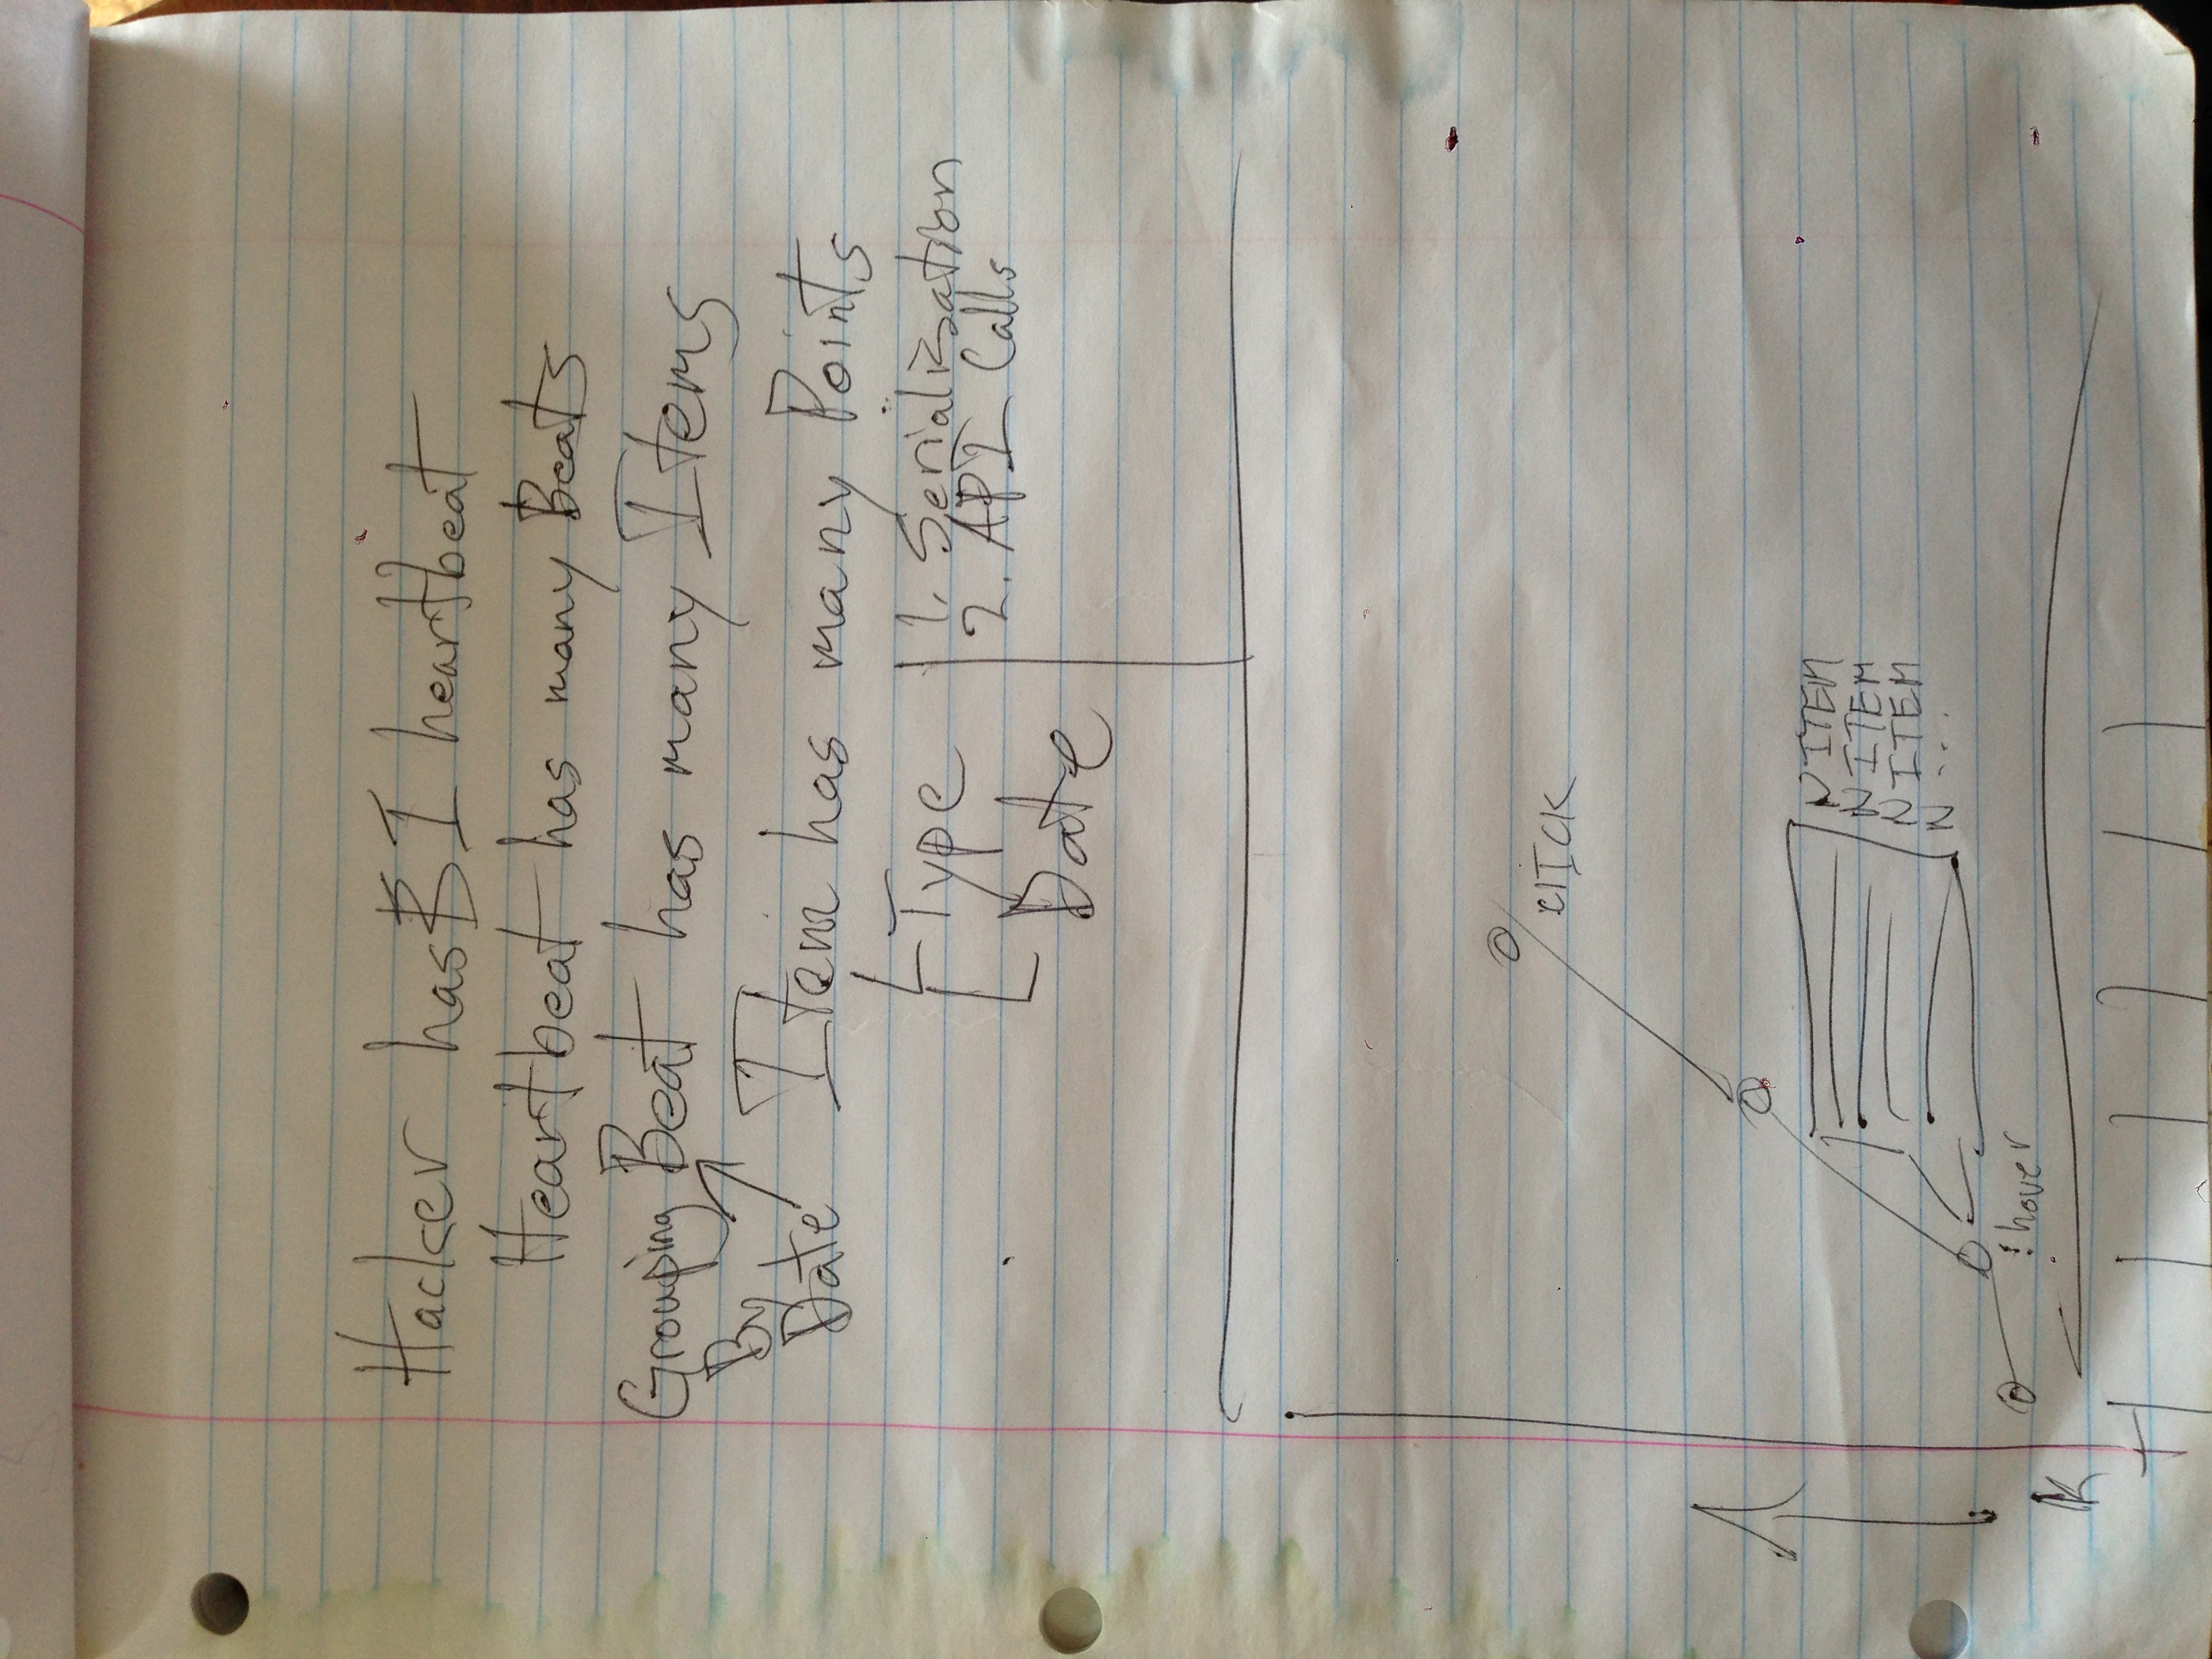 Hacker has 1 heartbeat
Heartbeat has many Beats
Grouping Beat has many Items
By
Date Item has many Points
Type 1. Serialization
2. API Calls
Date
click
N ITEM
N ITEM
N ITEM
N ...
:hover
K